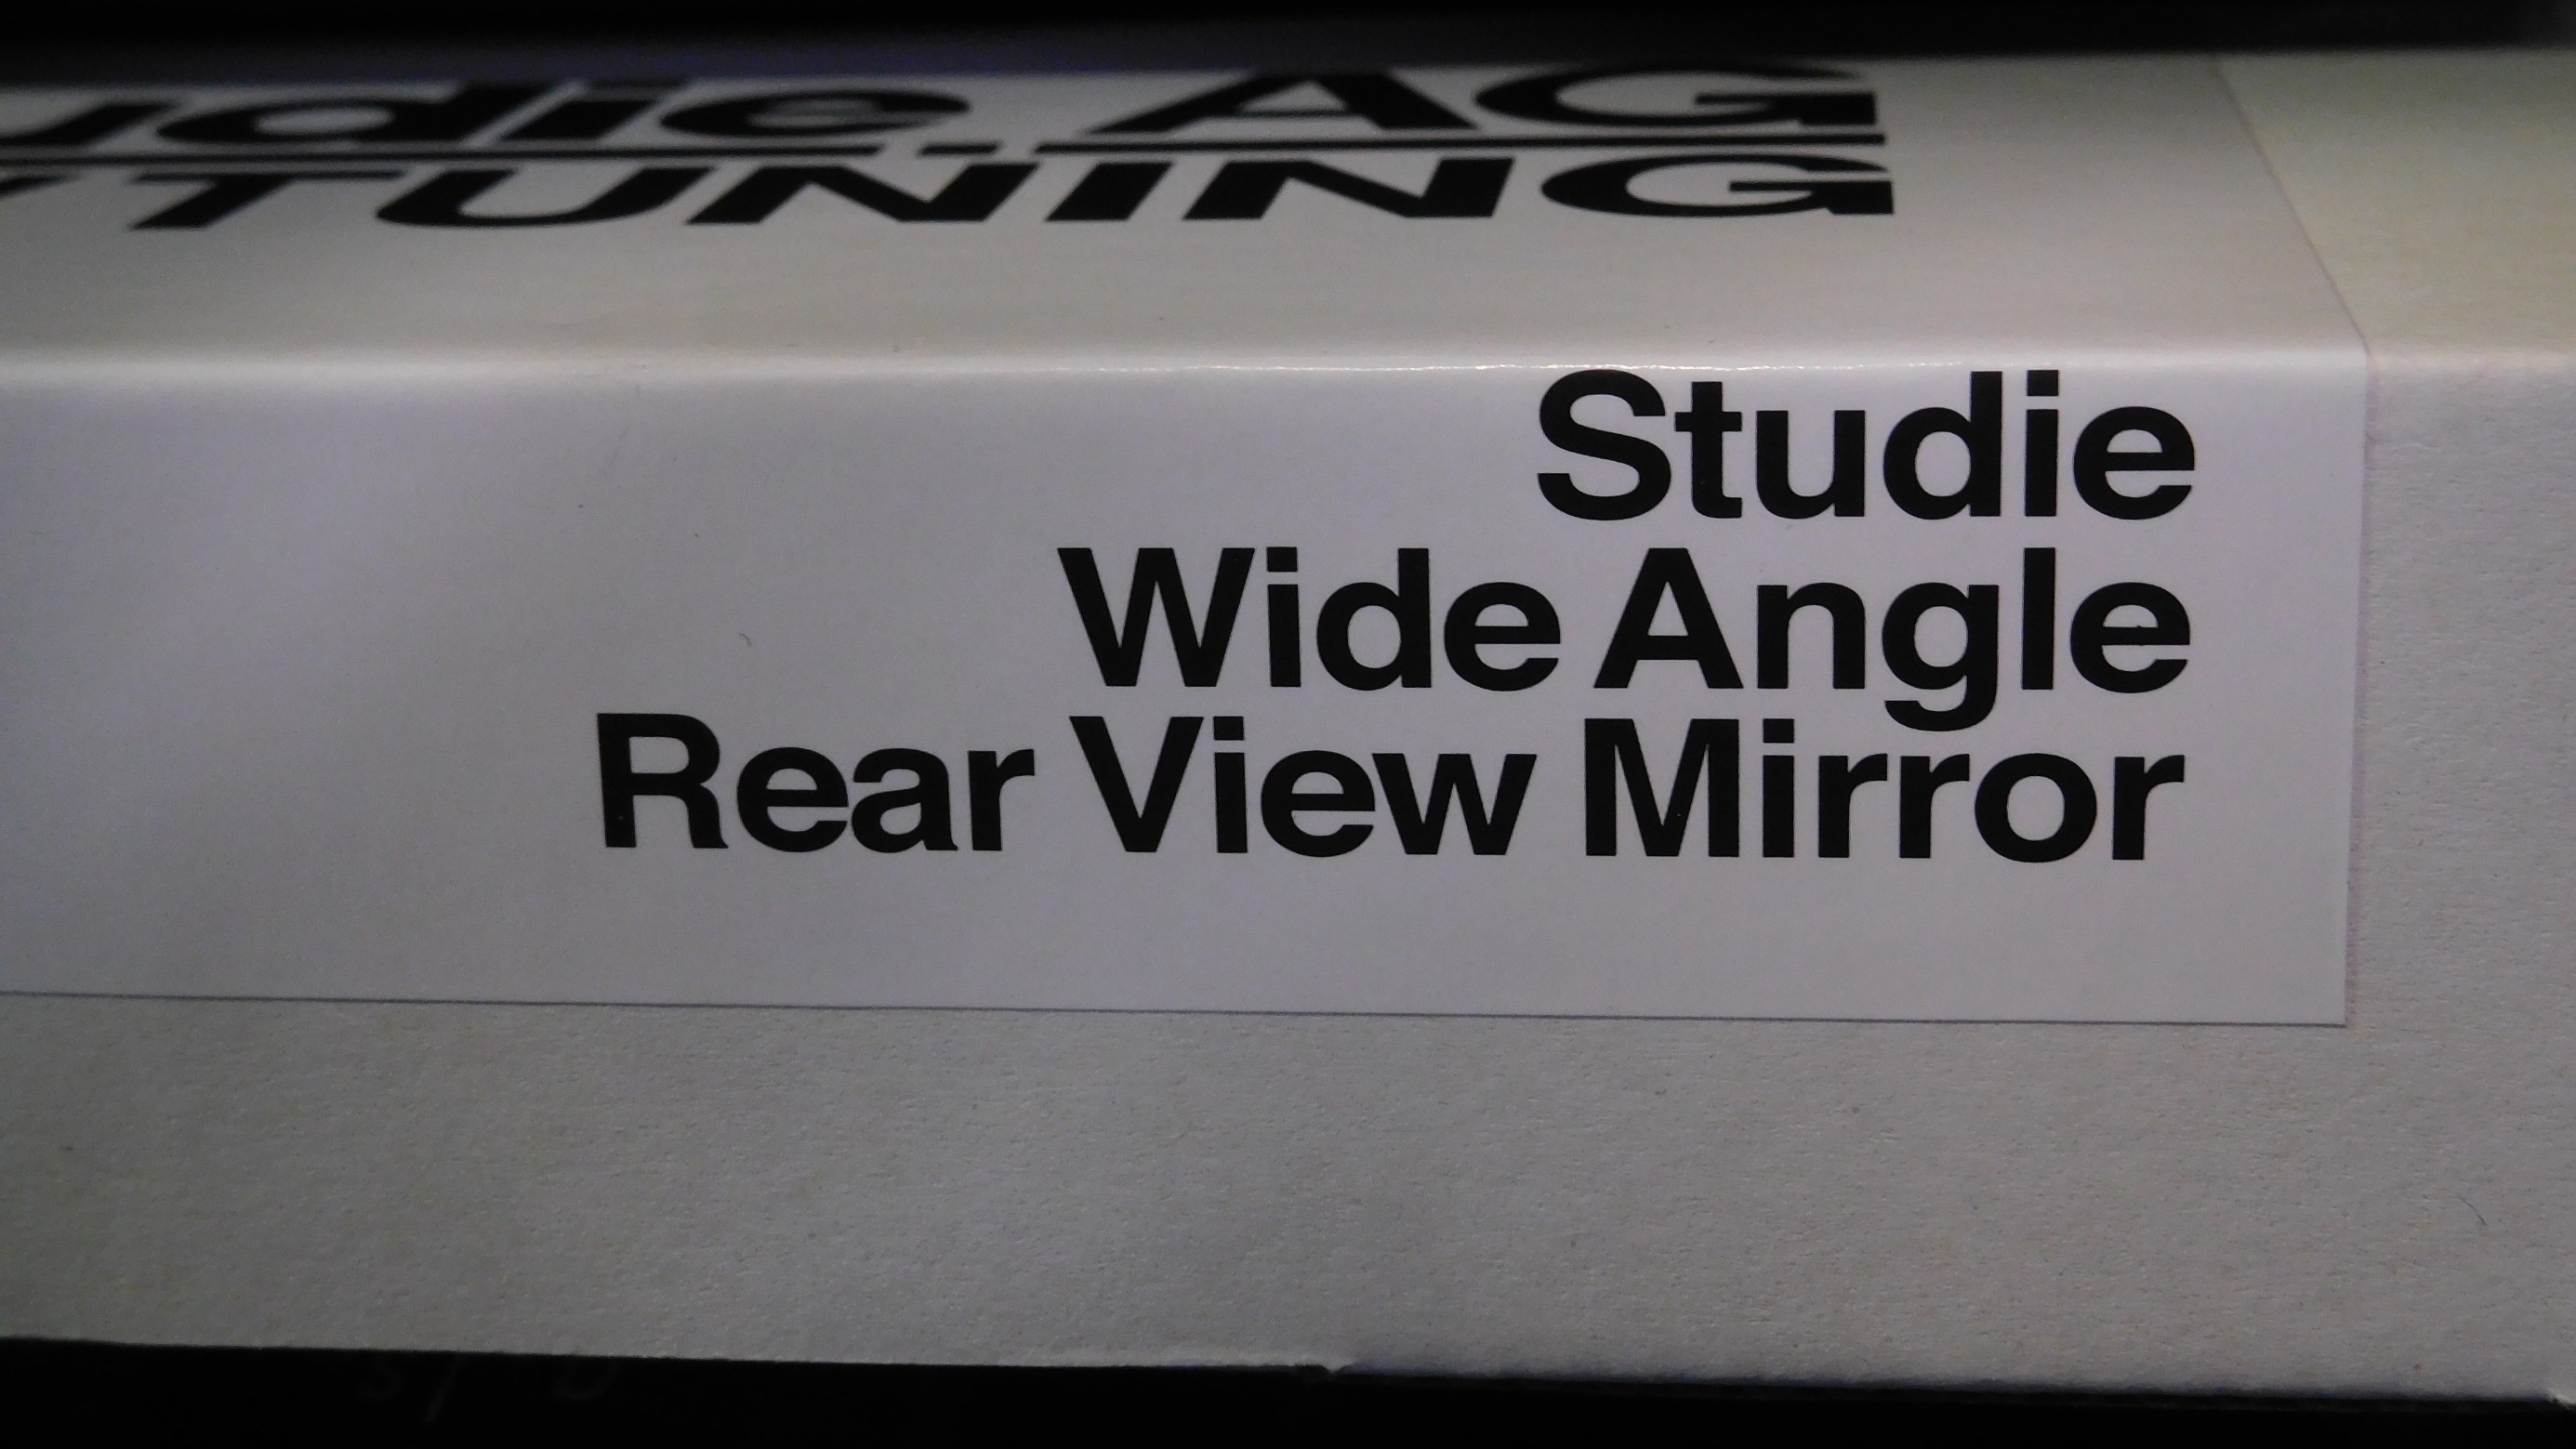 AG
TUNING
Studie
Wide Angle
Rear View Mirror